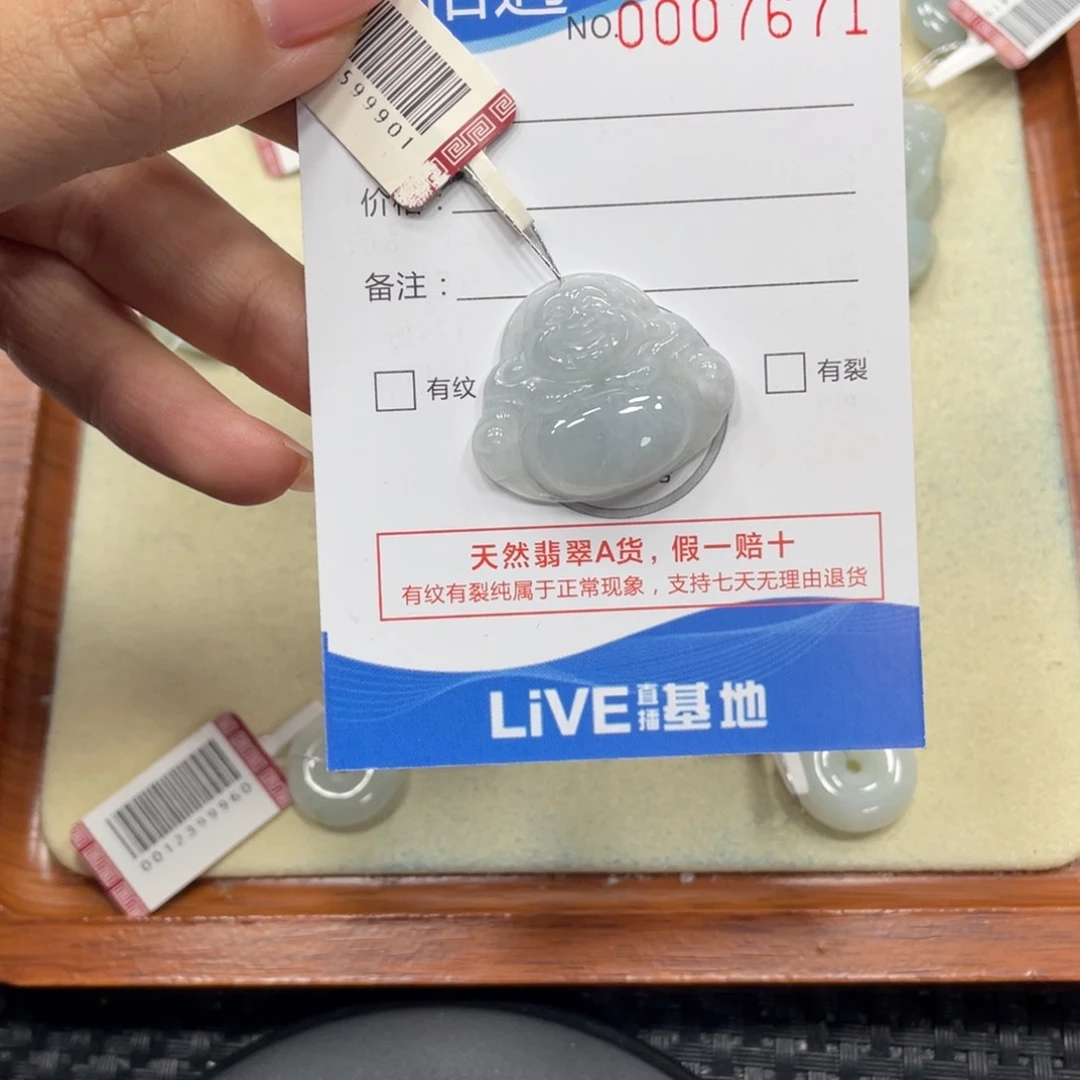 NO.0007671
599901
价格：
备注：
有纹
有裂
天然翡翠A货，假一赔十
有纹有裂纯属于正常现象，支持七天无理由退货
LiVE直播基地
0012399960